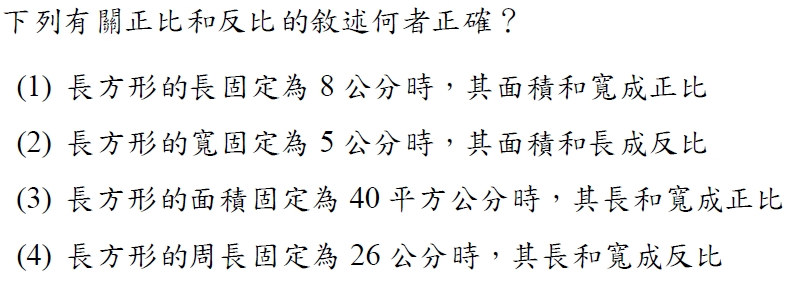 下列有關正比和反比的敘述何者正確？
(1) 長方形的長固定為 8 公分時，其面積和寬成正比
(2) 長方形的寬固定為 5 公分時，其面積和長成反比
(3) 長方形的面積固定為 40 平方公分時，其長和寬成正比
(4) 長方形的周長固定為 26 公分時，其長和寬成反比